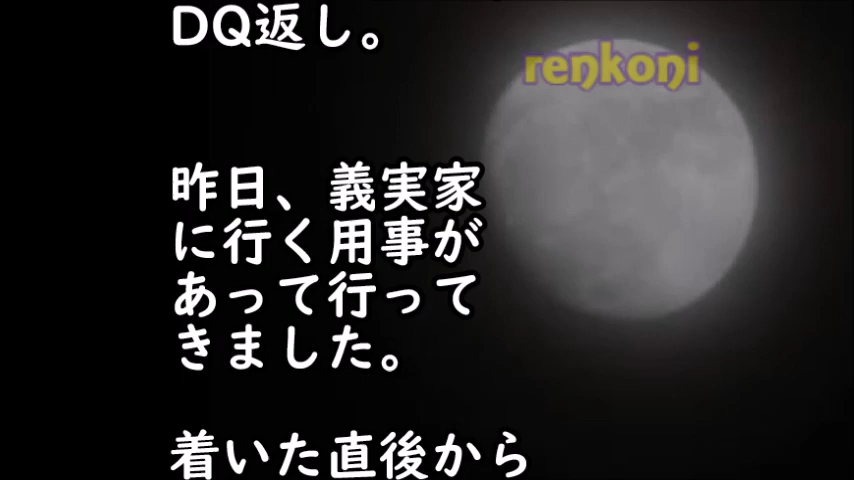 DQ返し。
renkoni
昨日、義実家
に行く用事が
あって行って
きました。
着いた直後から